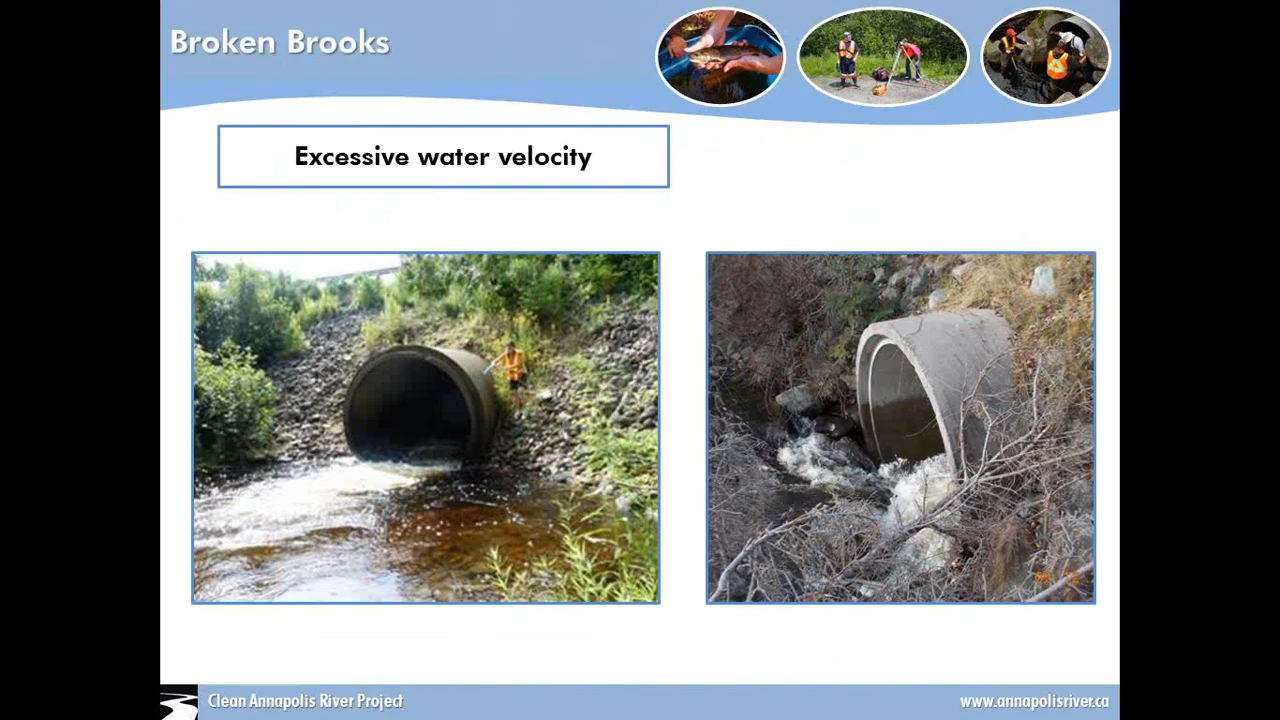 Broken Brooks
Excessive water velocity
Clean Annapolis River Project
www.annapolisriver.ca